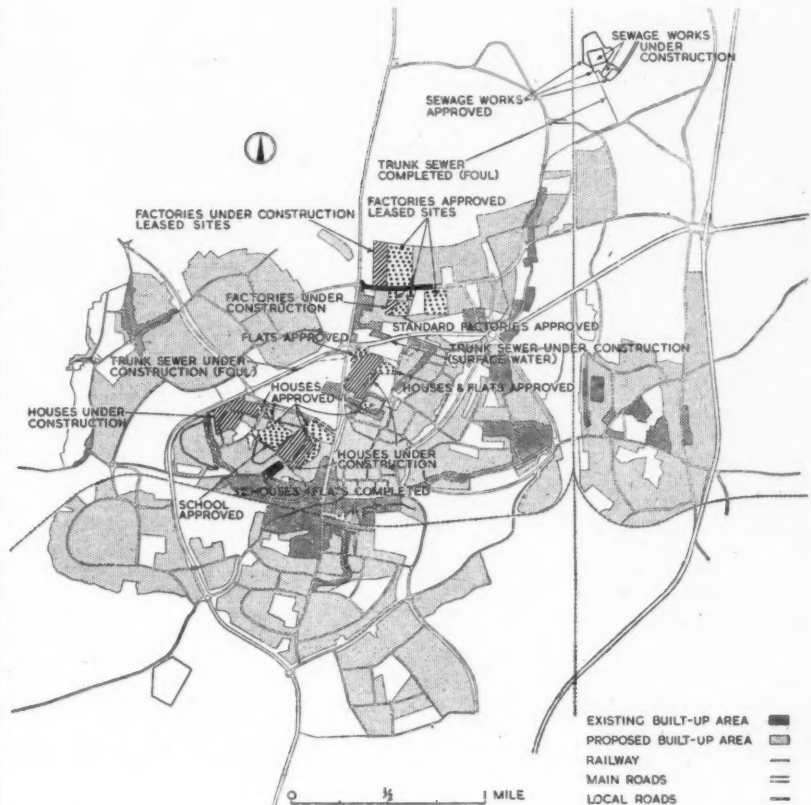 SEWAGE WORKS
UNDER
CONSTRUCTION
SEWAGE WORKS
APPROVED
TRUNK SEWER
COMPLETED (FOUL)
FACTORIES APPROVED
LEASED SITES
FACTORIES UNDER CONSTRUCTION
LEASED SITES
FACTORIES UNDER
CONSTRUCTION
STANDARD FACTORIES APPROVED
FLATS APPROVED
TRUNK SEWER UNDER CONSTRUCTION
(SURFACE WATER)
TRUNK SEWER UNDER
CONSTRUCTION (FOUL)
HOUSES
APPROVED
HOUSES & FLATS APPROVED
HOUSES UNDER
CONSTRUCTION
HOUSES UNDER
CONSTRUCTION
HOUSES & FLATS COMPLETED
SCHOOL
APPROVED
EXISTING BUILT-UP AREA
PROPOSED BUILT-UP AREA
RAILWAY
MAIN ROADS
LOCAL ROADS
0 ½ 1 MILE